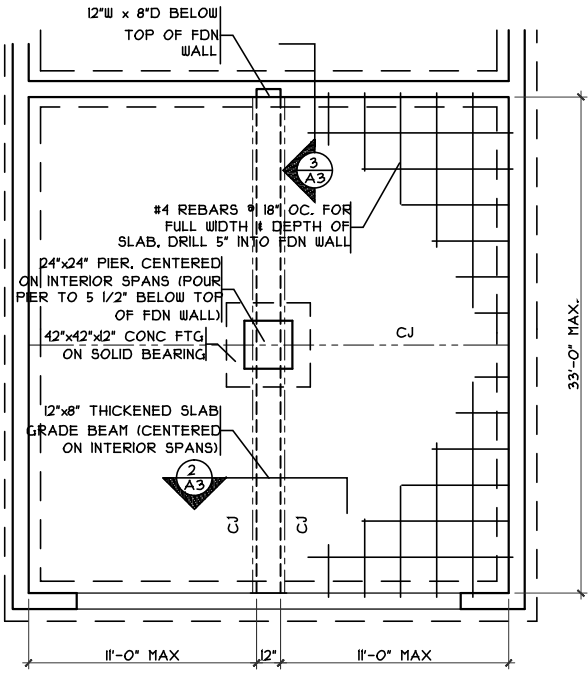 12"W x 8"D BELOW
TOP OF FDN
WALL
3
A3
#4 REBARS @ 18" OC. FOR
FULL WIDTH & DEPTH OF
SLAB, DRILL 5" INTO FDN WALL
24"x24" PIER, CENTERED
ON INTERIOR SPANS (POUR
PIER TO 5 1/2" BELOW TOP
OF FDN WALL)
42"x42"x12" CONC FTG
ON SOLID BEARING
CJ
33'-0" MAX.
12"x8" THICKENED SLAB
GRADE BEAM (CENTERED
ON INTERIOR SPANS)
2
A3
CJ
CJ
11'-0" MAX
12"
11'-0" MAX